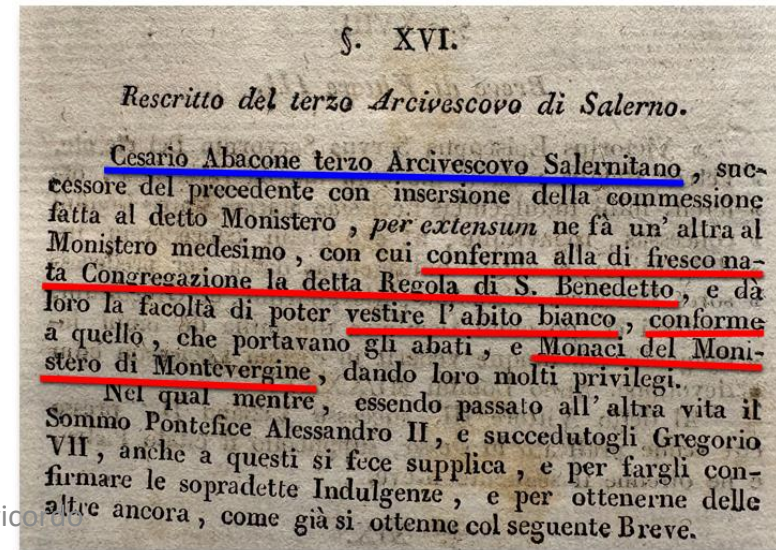 §. XVI.
Rescritto del terzo Arcivescovo di Salerno.
Cesario Abacone terzo Arcivescovo Salernitano , suc-
cessore del precedente con insersione della commessione
fatta al detto Monistero , per extensum ne fà un' altra al
Monistero medesimo , con cui conferma alla di fresco na-
ta Congregazione la detta Regola di S. Benedetto , e dà
loro la facoltà di poter vestire l'abito bianco , conforme
a quello , che portavano gli abati , e Monaci del Moni-
stero di Montevergine , dando loro molti privilegi.
Nel qual mentre , essendo passato all' altra vita il
Sommo Pontefice Alessandro II , e succedutogli Gregorio
VII , anche a questi si fece supplica , e per fargli con-
firmare le sopradette Indulgenze , e per ottenerne delle
altre ancora , come già si ottenne col seguente Breve.